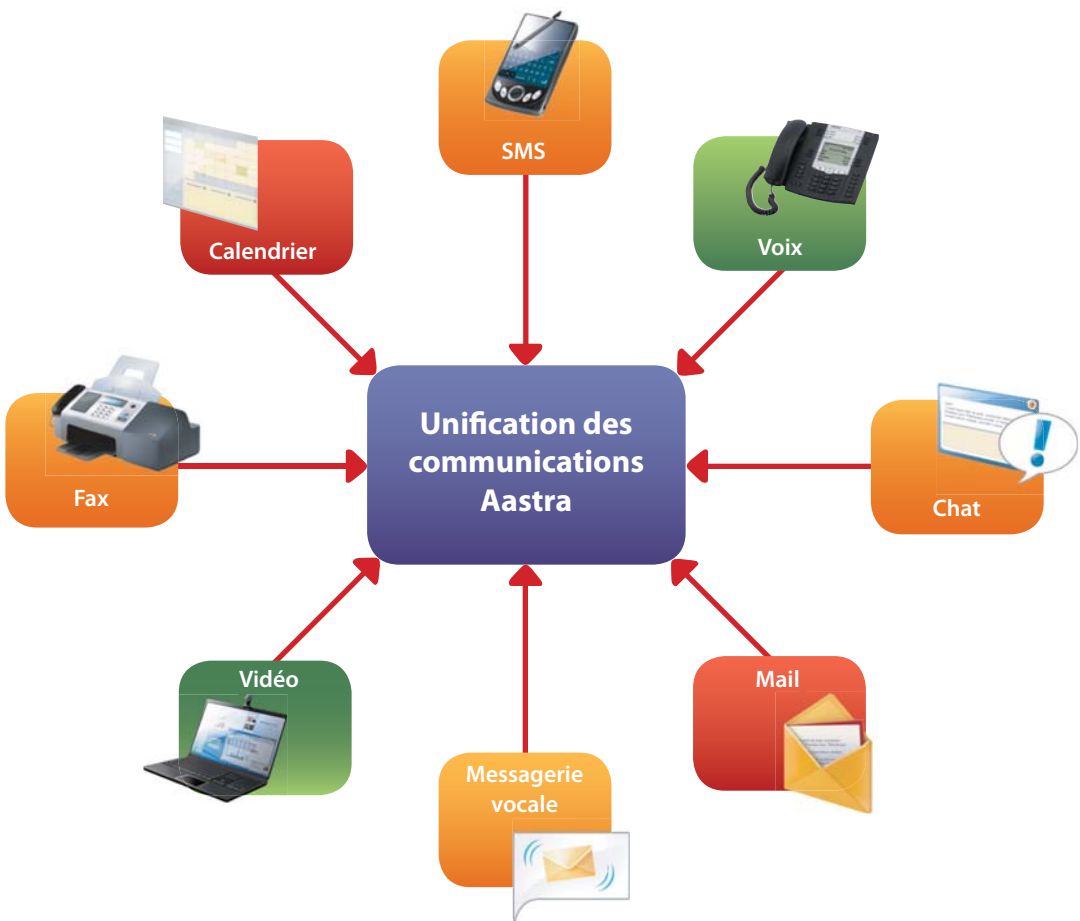 SMS
Calendrier
Voix
Unification des
communications
Aastra
Fax
Chat
Vidéo
Mail
Messagerie
vocale